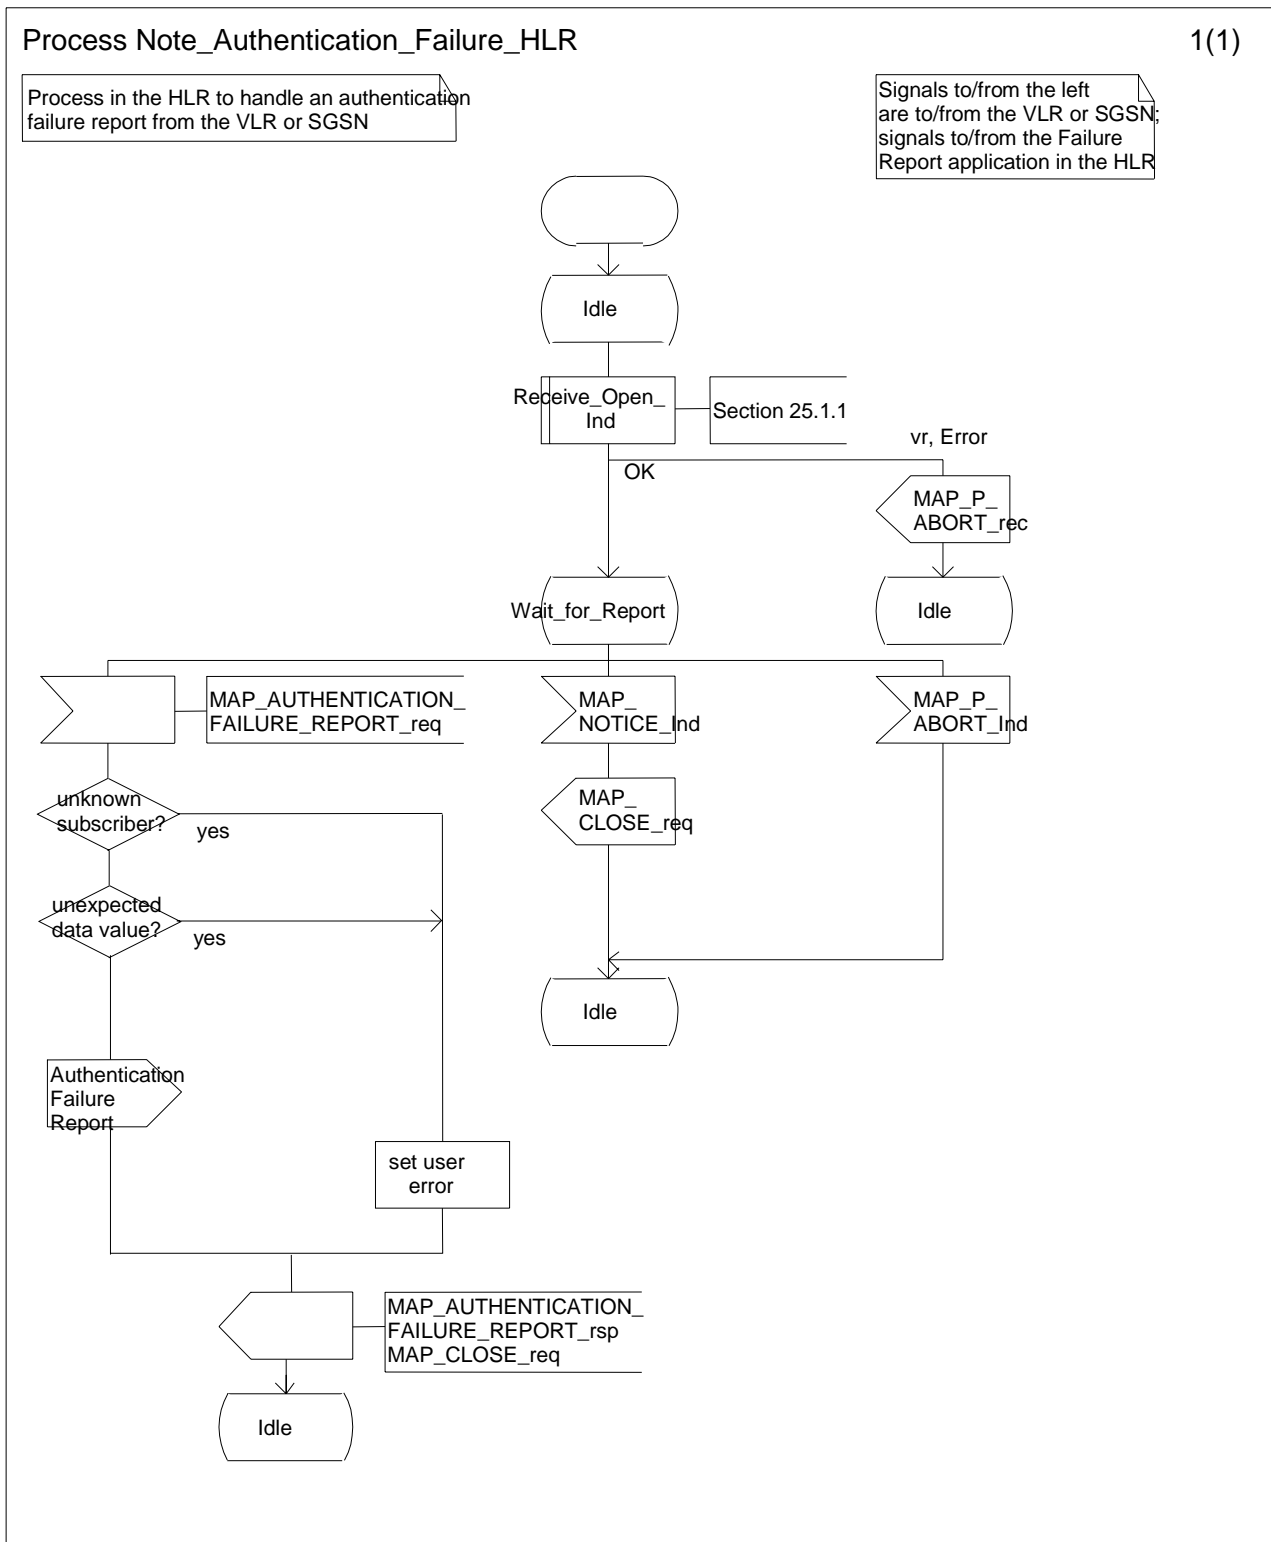 Process Note_Authentication_Failure_HLR
1(1)
Process in the HLR to handle an authentication
failure report from the VLR or SGSN
Signals to/from the left
are to/from the VLR or SGSN;
signals to/from the Failure
Report application in the HLR
Idle
Receive_Open_
Ind
Section 25.1.1
vr, Error
OK
MAP_P_
ABORT_rec
Wait_for_Report
Idle
MAP_AUTHENTICATION_
FAILURE_REPORT_req
MAP_
NOTICE_Ind
MAP_P_
ABORT_Ind
unknown
subscriber?
yes
MAP_
CLOSE_req
unexpected
data value?
yes
Idle
Authentication
Failure
Report
set user
error
MAP_AUTHENTICATION_
FAILURE_REPORT_rsp
MAP_CLOSE_req
Idle